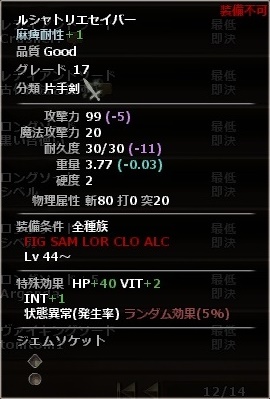 装備不可
ルシャトリエセイバー
麻痺耐性+1
品質 Good
グレード 17
分類 片手剣
攻撃力 99 (-5)
魔法攻撃力 20
耐久度 30/30 (-11)
重量 3.77 (-0.03)
硬度 2
物理属性 斬80 打0 突20
装備条件 全種族
FIG SAM LOR CLO ALC
Lv 44～
特殊効果 HP+40 VIT+2
INT+1
状態異常(発生率) ランダム効果(5%)
ジェムソケット
12/14